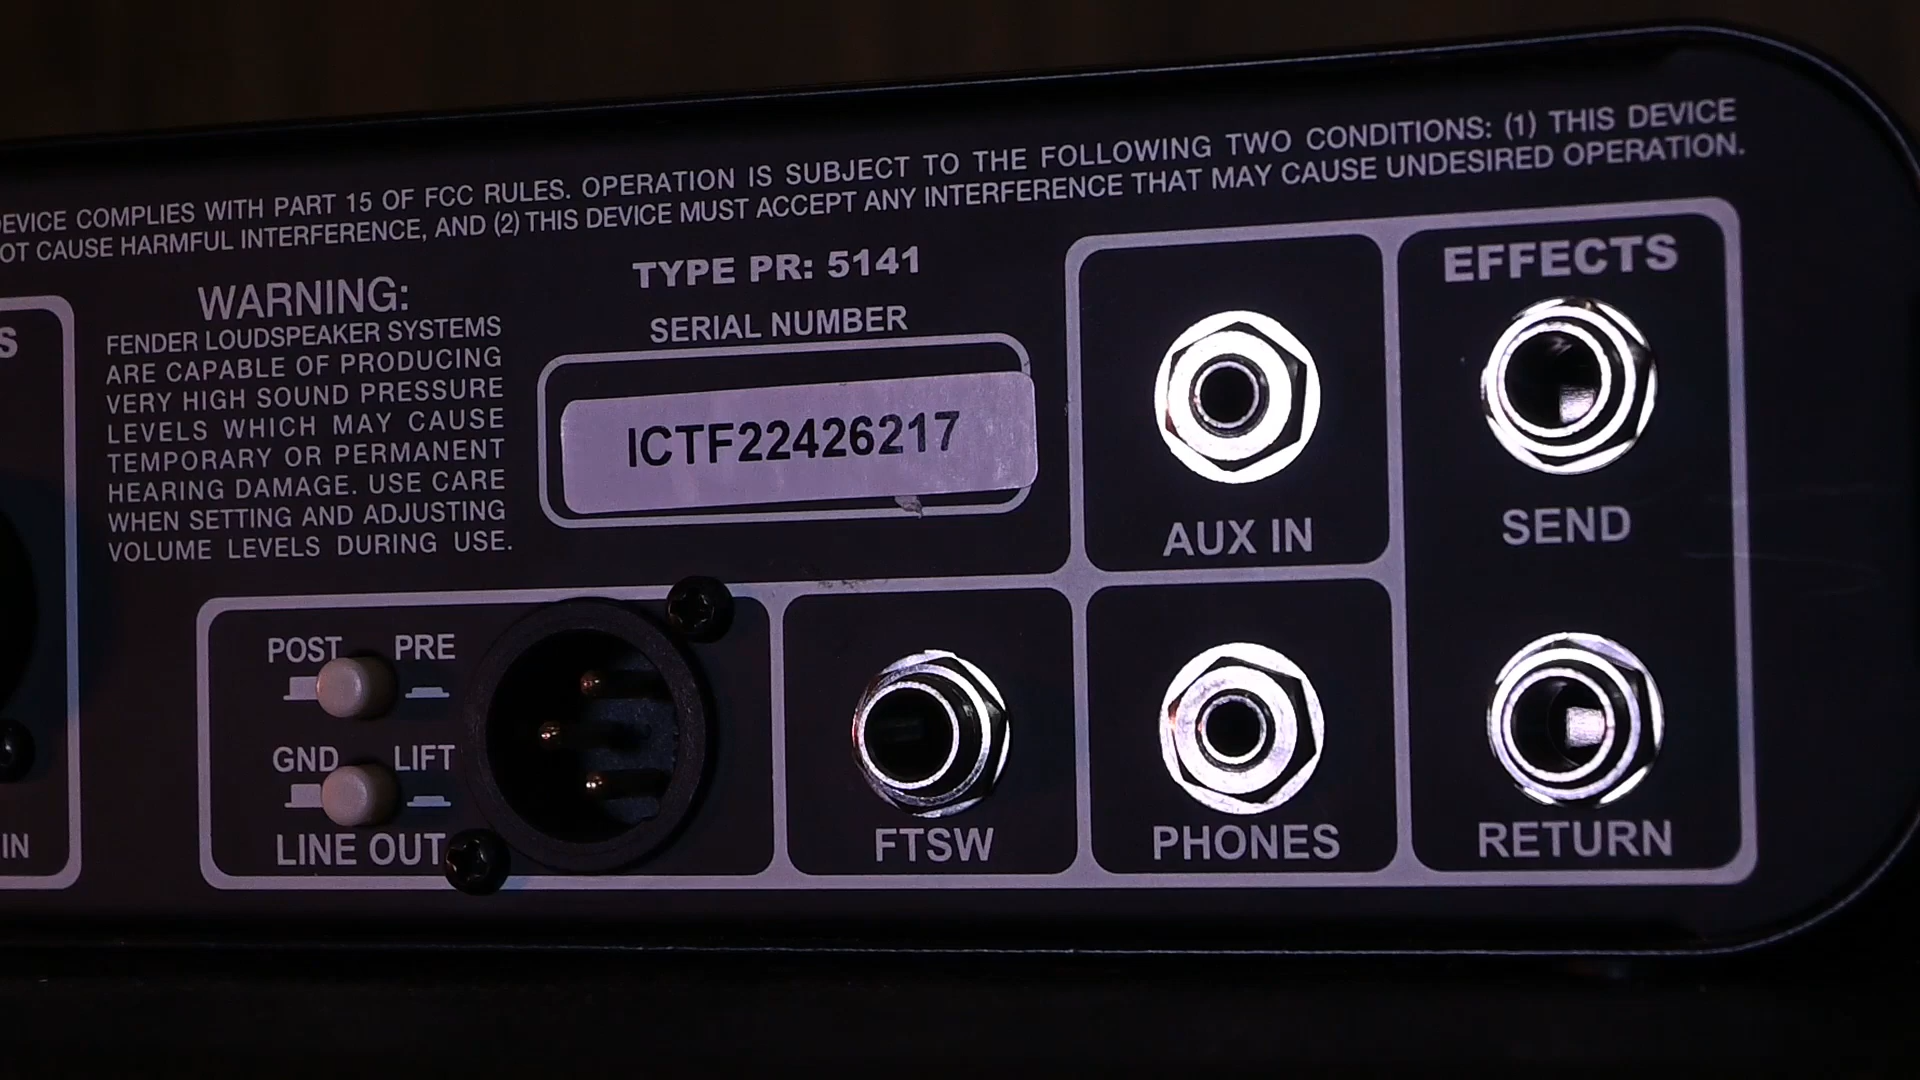 DEVICE COMPLIES WITH PART 15 OF FCC RULES. OPERATION IS SUBJECT TO THE FOLLOWING TWO CONDITIONS: (1) THIS DEVICE
NOT CAUSE HARMFUL INTERFERENCE, AND (2) THIS DEVICE MUST ACCEPT ANY INTERFERENCE THAT MAY CAUSE UNDESIRED OPERATION.
WARNING:
FENDER LOUDSPEAKER SYSTEMS
ARE CAPABLE OF PRODUCING
VERY HIGH SOUND PRESSURE
LEVELS WHICH MAY CAUSE
TEMPORARY OR PERMANENT
HEARING DAMAGE. USE CARE
WHEN SETTING AND ADJUSTING
VOLUME LEVELS DURING USE.
TYPE PR: 5141
SERIAL NUMBER
ICTF22426217
AUX IN
EFFECTS
SEND
POST PRE
GND LIFT
LINE OUT
FTSW
PHONES
RETURN
IN